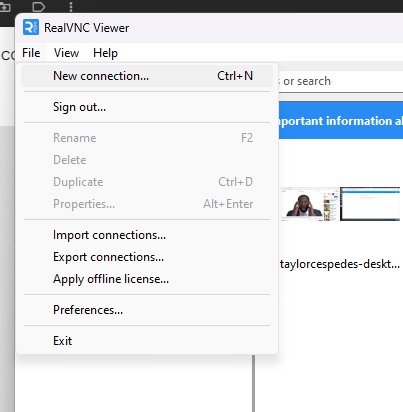 RealVNC Viewer
File View Help
New connection... Ctrl+N
or search
Sign out...
portant information a
Rename F2
Delete
Duplicate Ctrl+D
Properties... Alt+Enter
Import connections...
Export connections...
taylorcespedes-deskt...
Apply offline license...
Preferences...
Exit